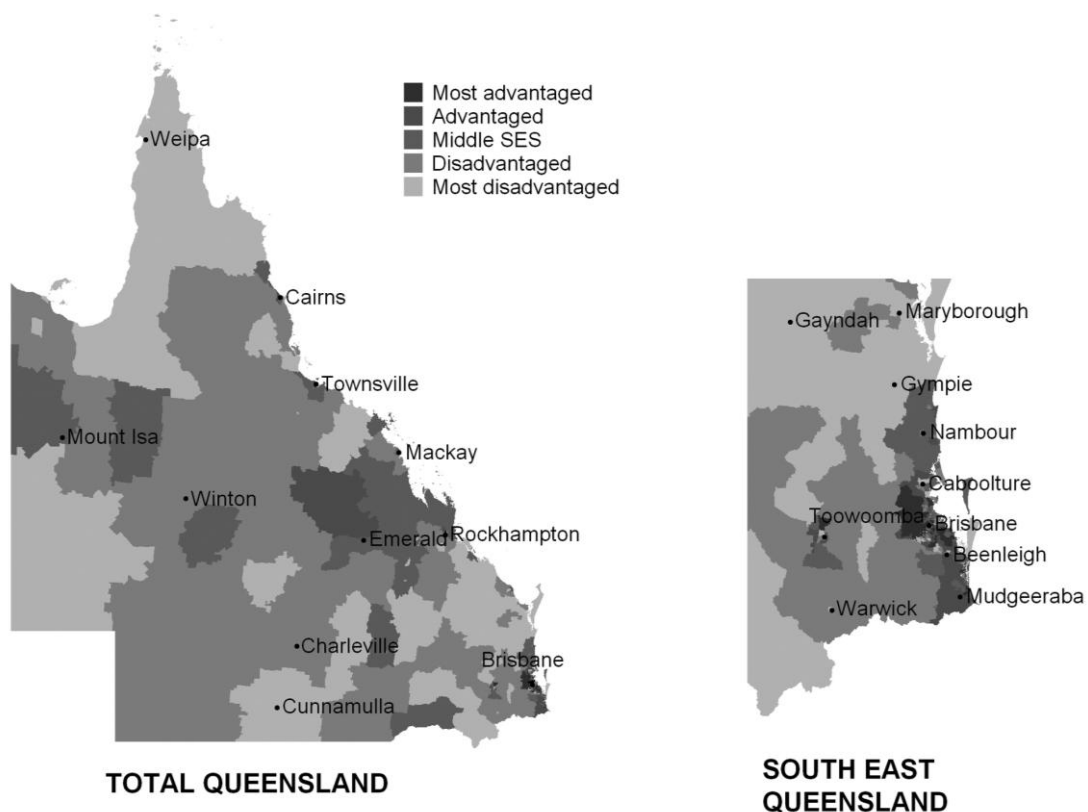 Most advantaged
Advantaged
Middle SES
Disadvantaged
Most disadvantaged
Weipa
Cairns
Townsville
Mount Isa
Mackay
Winton
Emerald
Rockhampton
Charleville
Brisbane
Cunnamulla
TOTAL QUEENSLAND
Gayndah
Maryborough
Gympie
Nambour
Caboolture
Toowoomba
Brisbane
Beenleigh
Mudgeeraba
Warwick
SOUTH EAST
QUEENSLAND